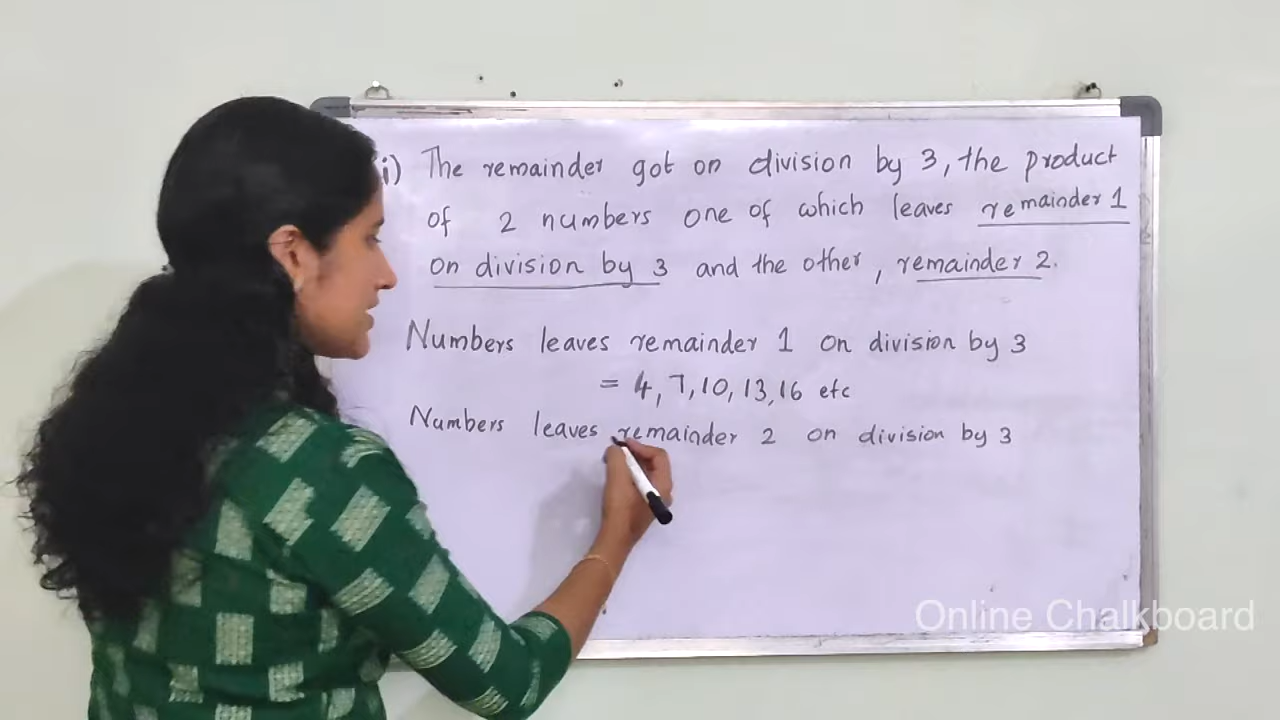 i) The remainder got on division by 3, the product
of 2 numbers one of which leaves remainder 1
on division by 3 and the other, remainder 2.
Numbers leaves remainder 1 on division by 3
= 4, 7, 10, 13, 16 etc
Numbers leaves remainder 2 on division by 3
Online Chalkboard